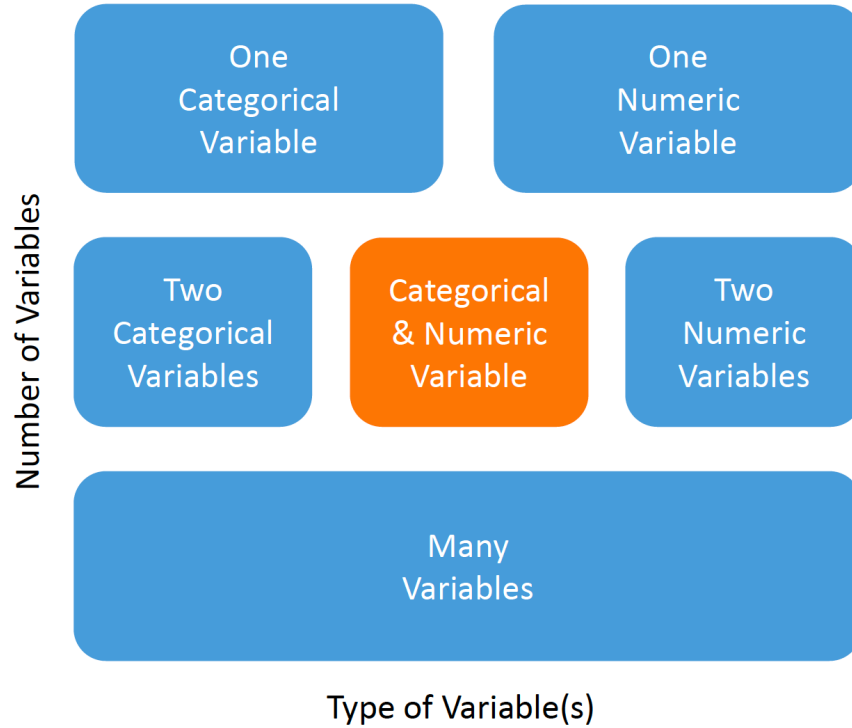 One
Categorical
Variable
One
Numeric
Variable
Number of Variables
Two
Categorical
Variables
Categorical
& Numeric
Variable
Two
Numeric
Variables
Many
Variables
Type of Variable(s)